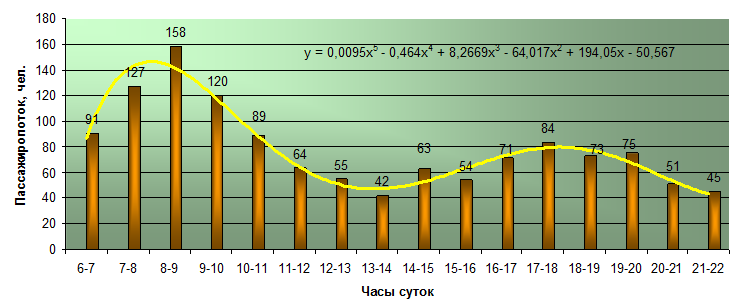 180
160
140
120
100
80
60
40
20
0
Пассажиропоток, чел.
y = 0,0095x⁵ - 0,464x⁴ + 8,2669x³ - 64,017x² + 194,05x - 50,567
91 127 158 120 89 64 55 42 63 54 71 84 73 75 51 45
6-7 7-8 8-9 9-10 10-11 11-12 12-13 13-14 14-15 15-16 16-17 17-18 18-19 19-20 20-21 21-22
Часы суток